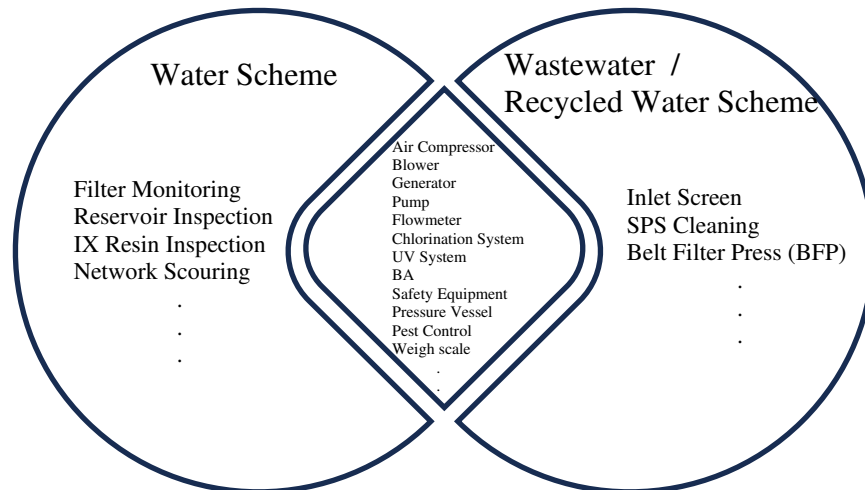 Water Scheme
Wastewater /
Recycled Water Scheme
Filter Monitoring
Reservoir Inspection
IX Resin Inspection
Network Scouring
.
.
.
Air Compressor
Blower
Generator
Pump
Flowmeter
Chlorination System
UV System
BA
Safety Equipment
Pressure Vessel
Pest Control
Weigh scale
.
.
Inlet Screen
SPS Cleaning
Belt Filter Press (BFP)
.
.
.